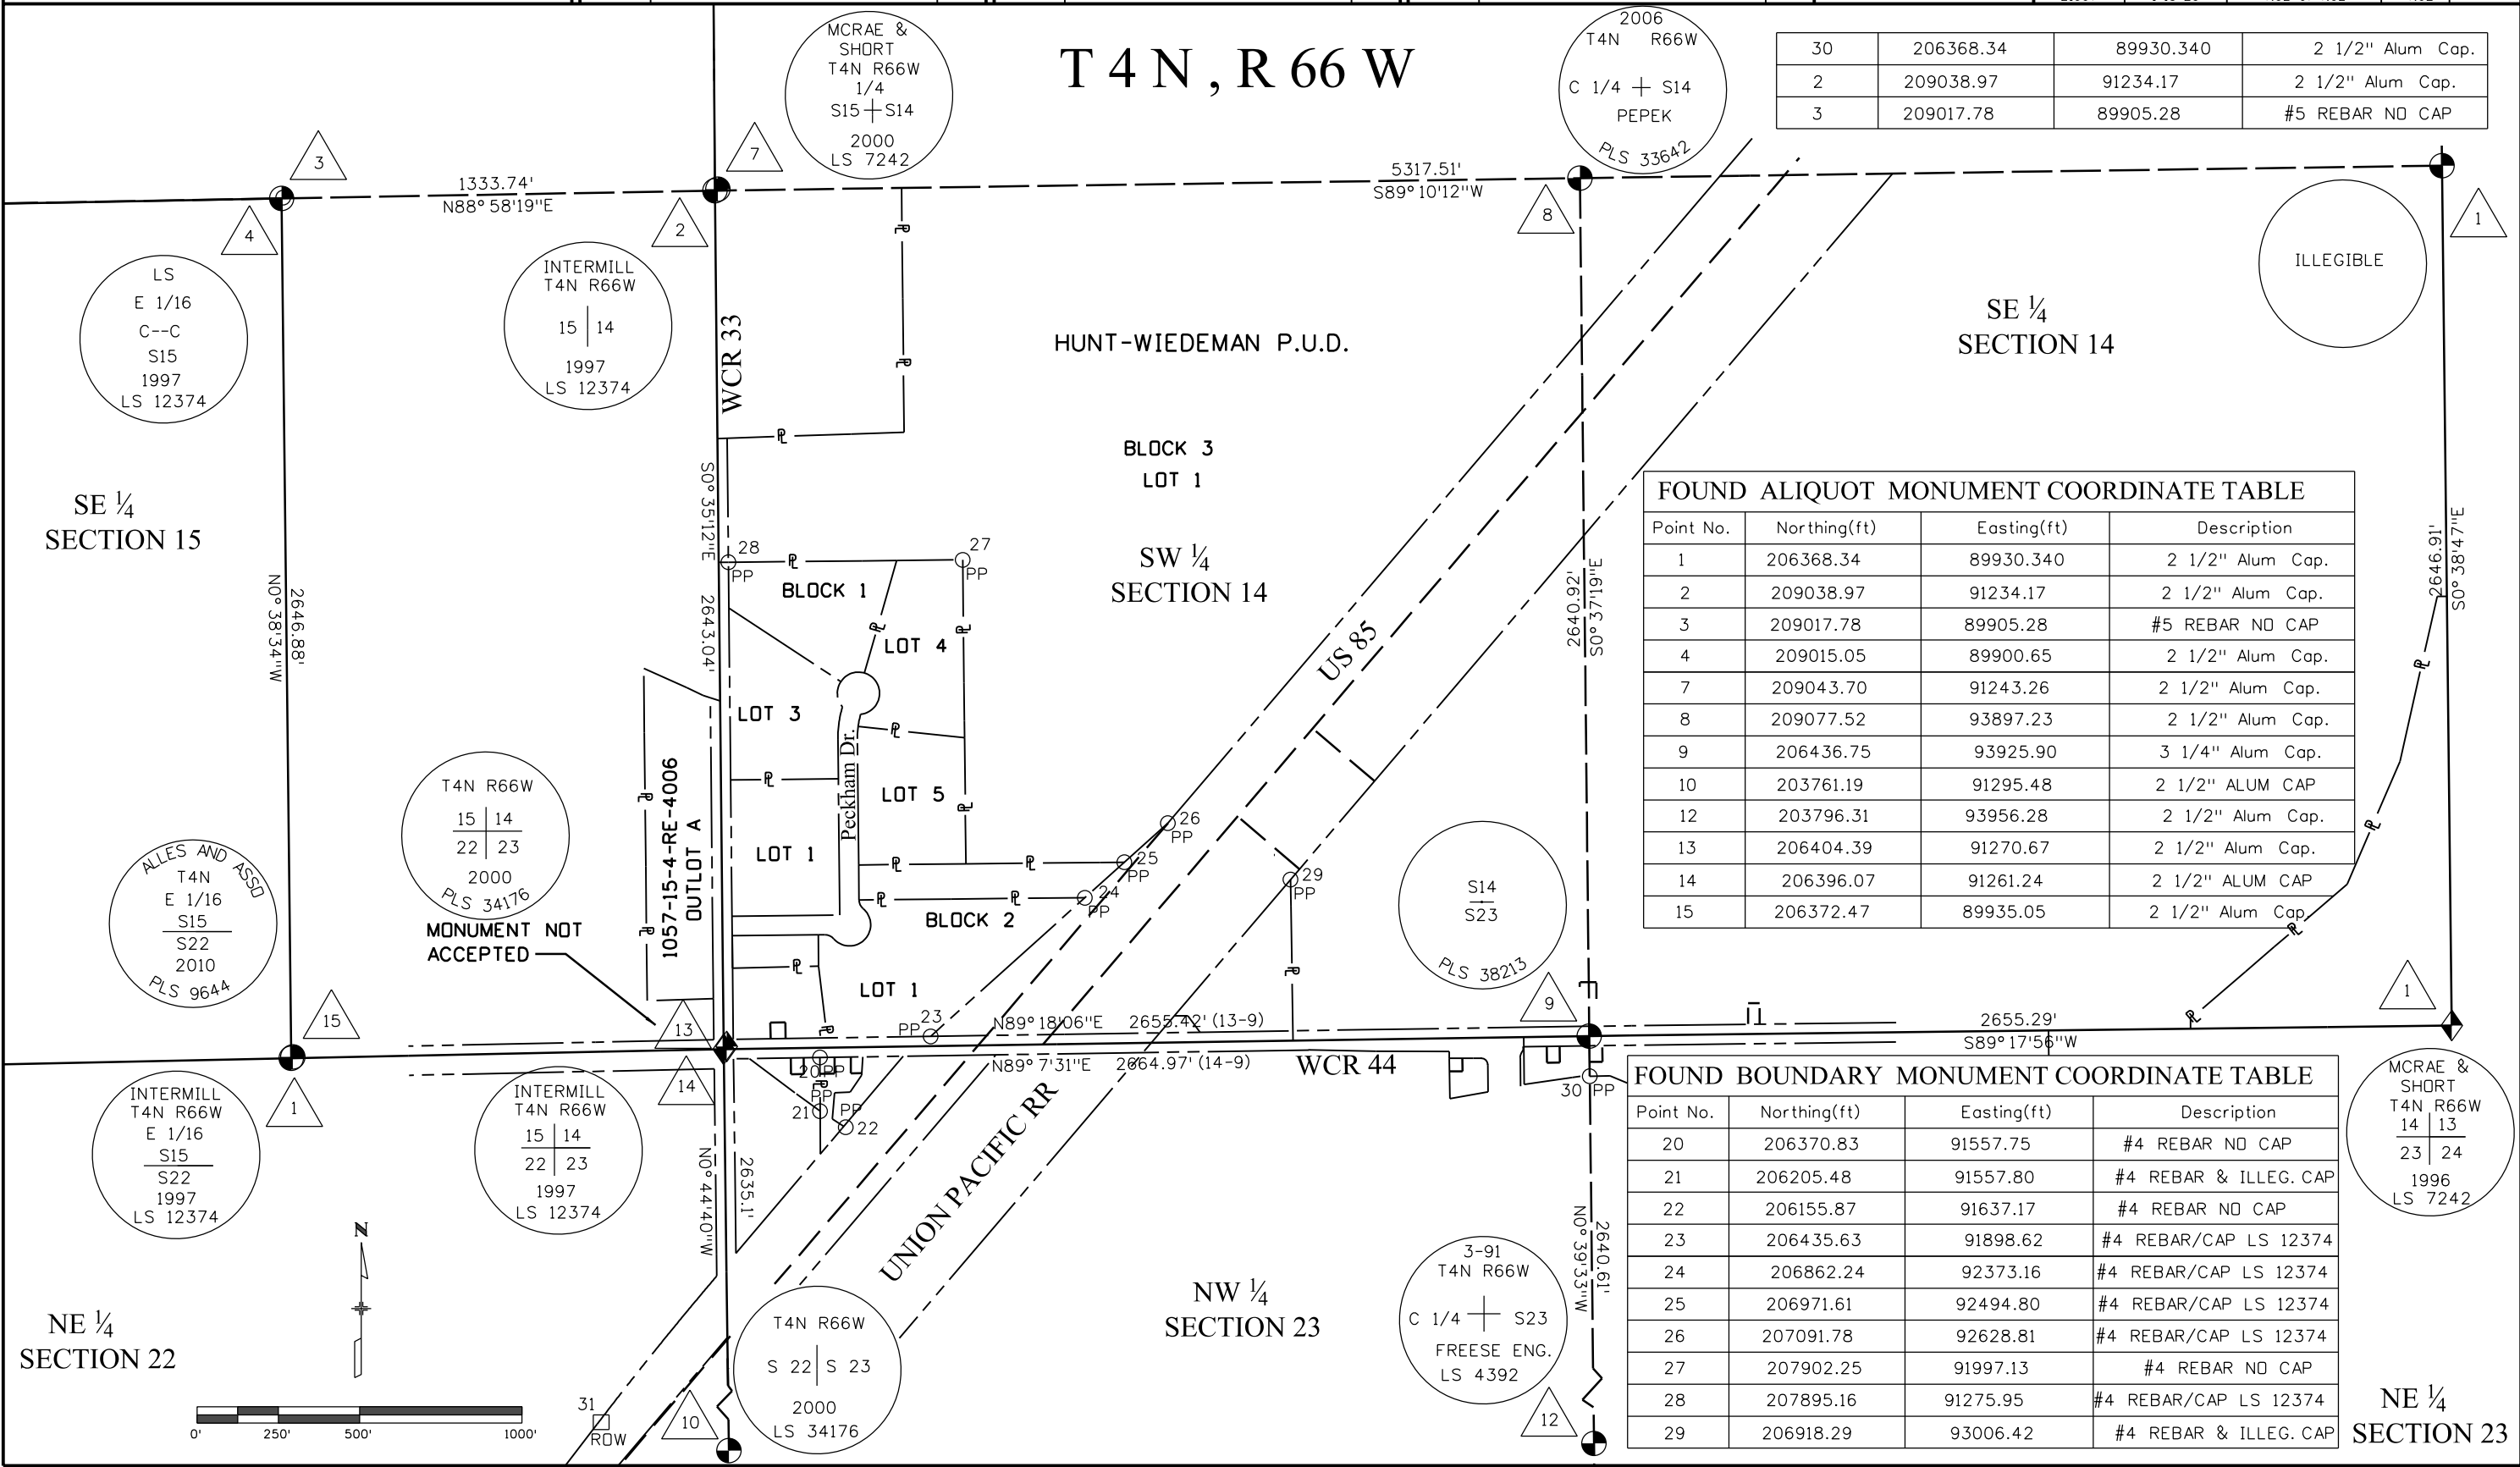 T 4 N , R 66 W
MCRAE &
SHORT
T4N R66W
1/4
S15 S14
2000
LS 7242
2006
T4N R66W
C 1/4 S14
PEPEK
PLS 33642
30 206368.34 89930.340 2 1/2" Alum Cap.
2 209038.97 91234.17 2 1/2" Alum Cap.
3 209017.78 89905.28 #5 REBAR NO CAP
3
7
1333.74'
N88° 58'19"E
5317.51'
S89° 10'12"W
4
2
8
1
LS
E 1/16
C--C
S15
1997
LS 12374
INTERMILL
T4N R66W
15 14
1997
LS 12374
ILLEGIBLE
WCR 33
HUNT-WIEDEMAN P.U.D.
SE 1/4
SECTION 14
BLOCK 3
LOT 1
SE 1/4
SECTION 15
SW 1/4
SECTION 14
S0° 35'12"E
2643.04'
N0° 38'34"W
2646.88'
28
PP
27
PP
BLOCK 1
LOT 4
LOT 3
LOT 5
LOT 1
Peckham Dr.
US 85
2640.92'
S0° 37'19"E
2646.91'
S0° 38'47"E
FOUND ALIQUOT MONUMENT COORDINATE TABLE
Point No. Northing(ft) Easting(ft) Description
1 206368.34 89930.340 2 1/2" Alum Cap.
2 209038.97 91234.17 2 1/2" Alum Cap.
3 209017.78 89905.28 #5 REBAR NO CAP
4 209015.05 89900.65 2 1/2" Alum Cap.
7 209043.70 91243.26 2 1/2" Alum Cap.
8 209077.52 93897.23 2 1/2" Alum Cap.
9 206436.75 93925.90 3 1/4" Alum Cap.
10 203761.19 91295.48 2 1/2" ALUM CAP
12 203796.31 93956.28 2 1/2" Alum Cap.
13 206404.39 91270.67 2 1/2" Alum Cap.
14 206396.07 91261.24 2 1/2" ALUM CAP
15 206372.47 89935.05 2 1/2" Alum Cap.
T4N R66W
15 14
22 23
2000
PLS 34176
1057-15-4-RE-4006
OUTLOT A
26
PP
25
PP
24
PP
29
PP
BLOCK 2
LOT 1
ALLES AND ASSO
T4N
E 1/16
S15
S22
2010
PLS 9644
MONUMENT NOT
ACCEPTED
S14
S23
PLS 38213
15
13
9
1
PP 23
N89° 18'06"E 2655.42' (13-9)
N89° 7'31"E 2664.97' (14-9)
WCR 44
2655.29'
S89° 17'56"W
20 PP
PP
21
PP
22
30 PP
1
14
INTERMILL
T4N R66W
E 1/16
S15
S22
1997
LS 12374
INTERMILL
T4N R66W
15 14
22 23
1997
LS 12374
N0° 44'40"W
2635.1'
UNION PACIFIC RR
N0° 39'33"W
2640.61'
FOUND BOUNDARY MONUMENT COORDINATE TABLE
Point No. Northing(ft) Easting(ft) Description
20 206370.83 91557.75 #4 REBAR NO CAP
21 206205.48 91557.80 #4 REBAR & ILLEG. CAP
22 206155.87 91637.17 #4 REBAR NO CAP
23 206435.63 91898.62 #4 REBAR/CAP LS 12374
24 206862.24 92373.16 #4 REBAR/CAP LS 12374
25 206971.61 92494.80 #4 REBAR/CAP LS 12374
26 207091.78 92628.81 #4 REBAR/CAP LS 12374
27 207902.25 91997.13 #4 REBAR NO CAP
28 207895.16 91275.95 #4 REBAR/CAP LS 12374
29 206918.29 93006.42 #4 REBAR & ILLEG. CAP
MCRAE &
SHORT
T4N R66W
14 13
23 24
1996
LS 7242
N
3-91
T4N R66W
C 1/4 S23
FREESE ENG.
LS 4392
NW 1/4
SECTION 23
NE 1/4
SECTION 22
T4N R66W
S 22 S 23
2000
LS 34176
NE 1/4
SECTION 23
31
ROW
10
12
0' 250' 500' 1000'